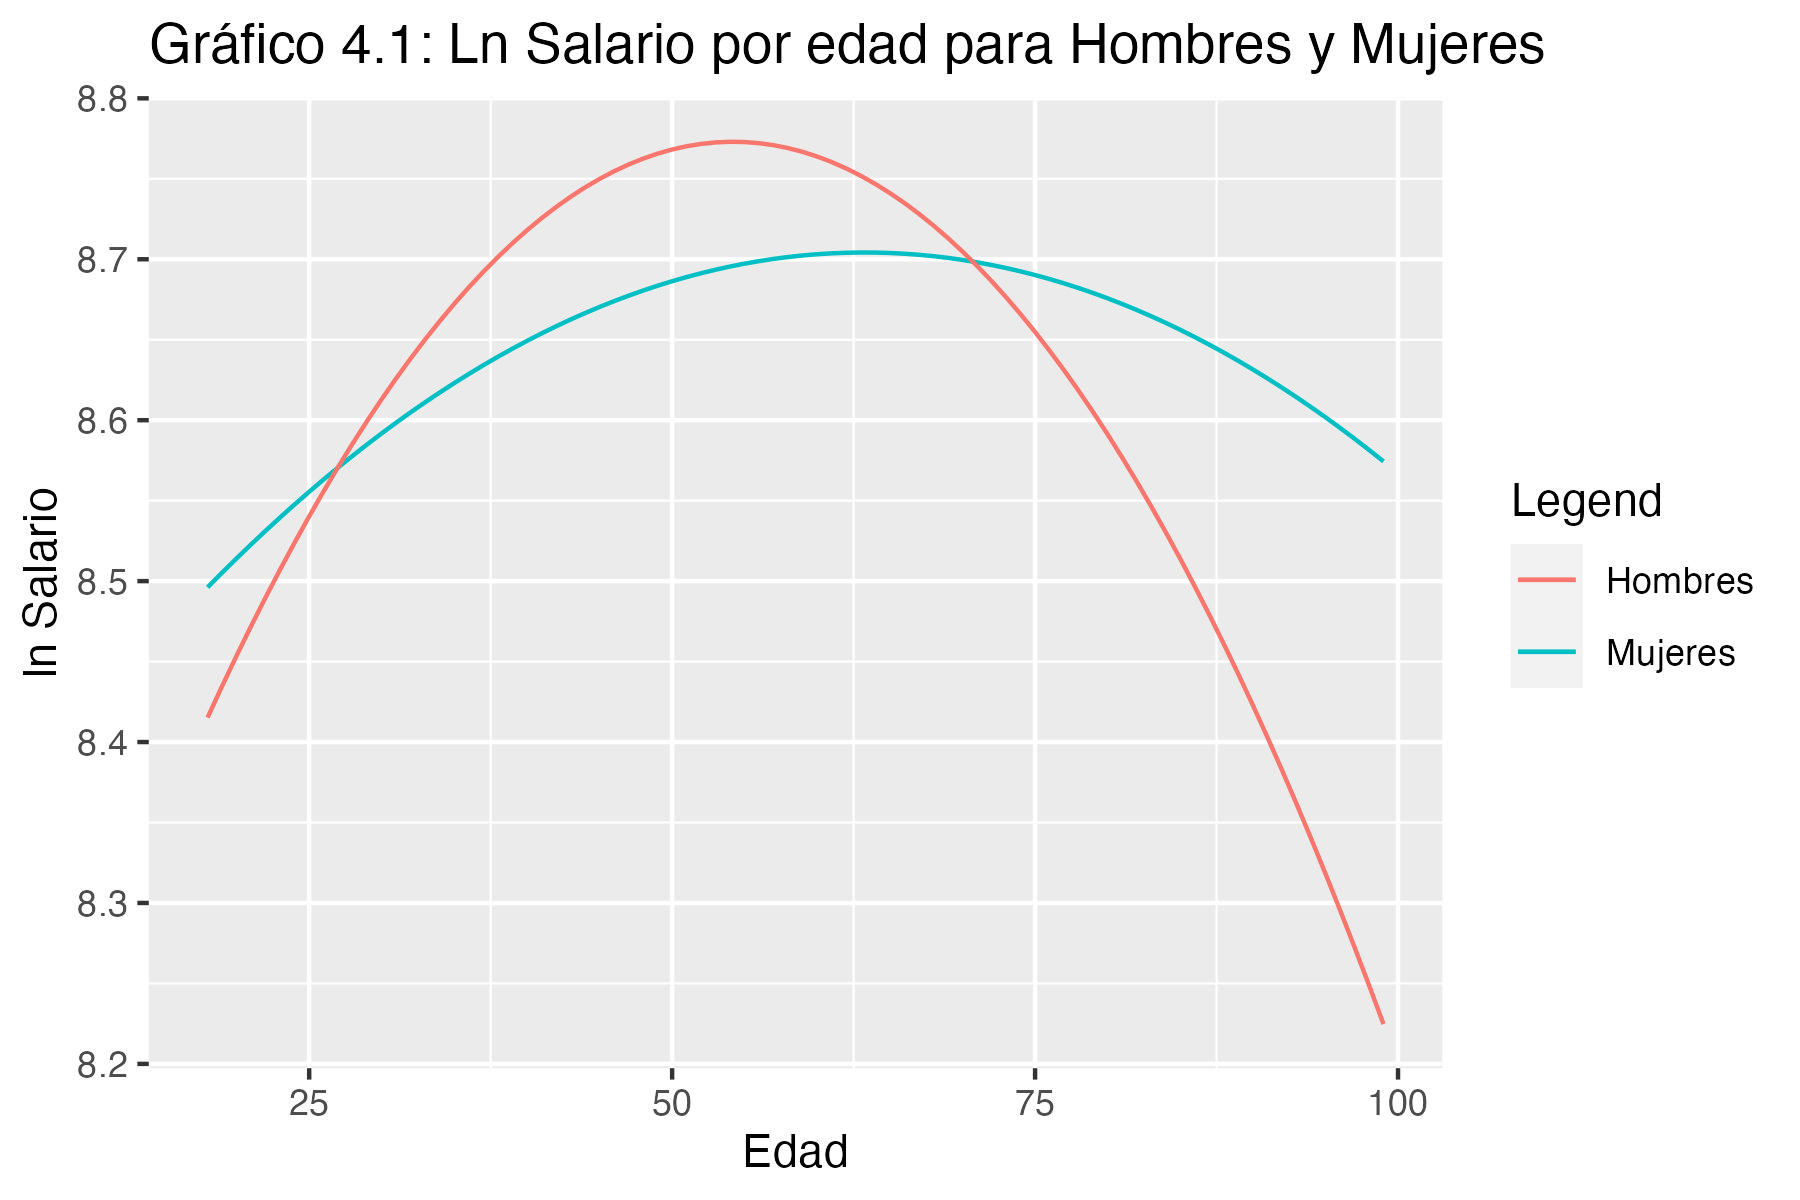 Gráfico 4.1: Ln Salario por edad para Hombres y Mujeres
8.8
8.7
8.6
8.5
8.4
8.3
8.2
ln Salario
25 50 75 100
Edad
Legend
Hombres
Mujeres